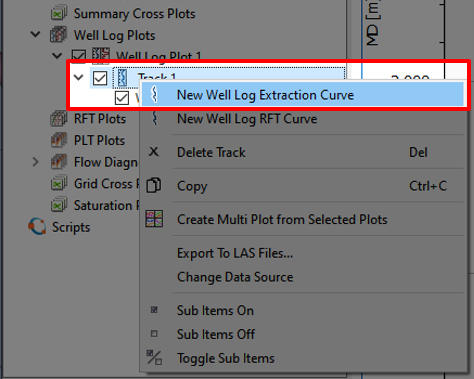 Summary Cross Plots
MD [m]
Well Log Plots
Well Log Plot 1
Track 1
New Well Log Extraction Curve
New Well Log RFT Curve
RFT Plots
PLT Plots
Delete Track Del
Flow Diagn
Grid Cross P
Copy Ctrl+C
Saturation P
Scripts
Create Multi Plot from Selected Plots
Export To LAS Files...
Change Data Source
Sub Items On
Sub Items Off
Toggle Sub Items